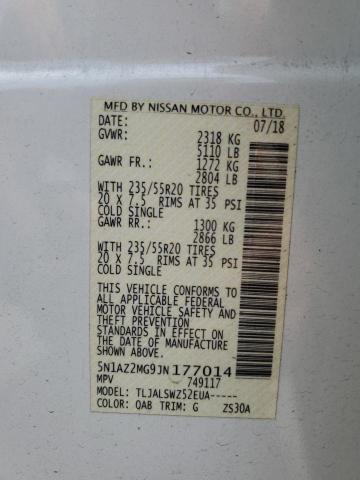 MFD BY NISSAN MOTOR CO., LTD.
DATE: 07/18
GVWR: 2318 KG
5110 LB
GAWR FR.: 1272 KG
2804 LB
WITH 235/55R20 TIRES
20 X 7.5 RIMS AT 35 PSI
COLD SINGLE
GAWR RR.: 1300 KG
2866 LB
WITH 235/55R20 TIRES
20 X 7.5 RIMS AT 35 PSI
COLD SINGLE
THIS VEHICLE CONFORMS TO
ALL APPLICABLE FEDERAL
MOTOR VEHICLE SAFETY AND
THEFT PREVENTION
STANDARDS IN EFFECT ON
THE DATE OF MANUFACTURE
SHOWN ABOVE.
5N1AZ2MG9JN177014
MPV 749117
MODEL: TLJALSWZ52EUA-----
COLOR: QAB TRIM: G ZS30A